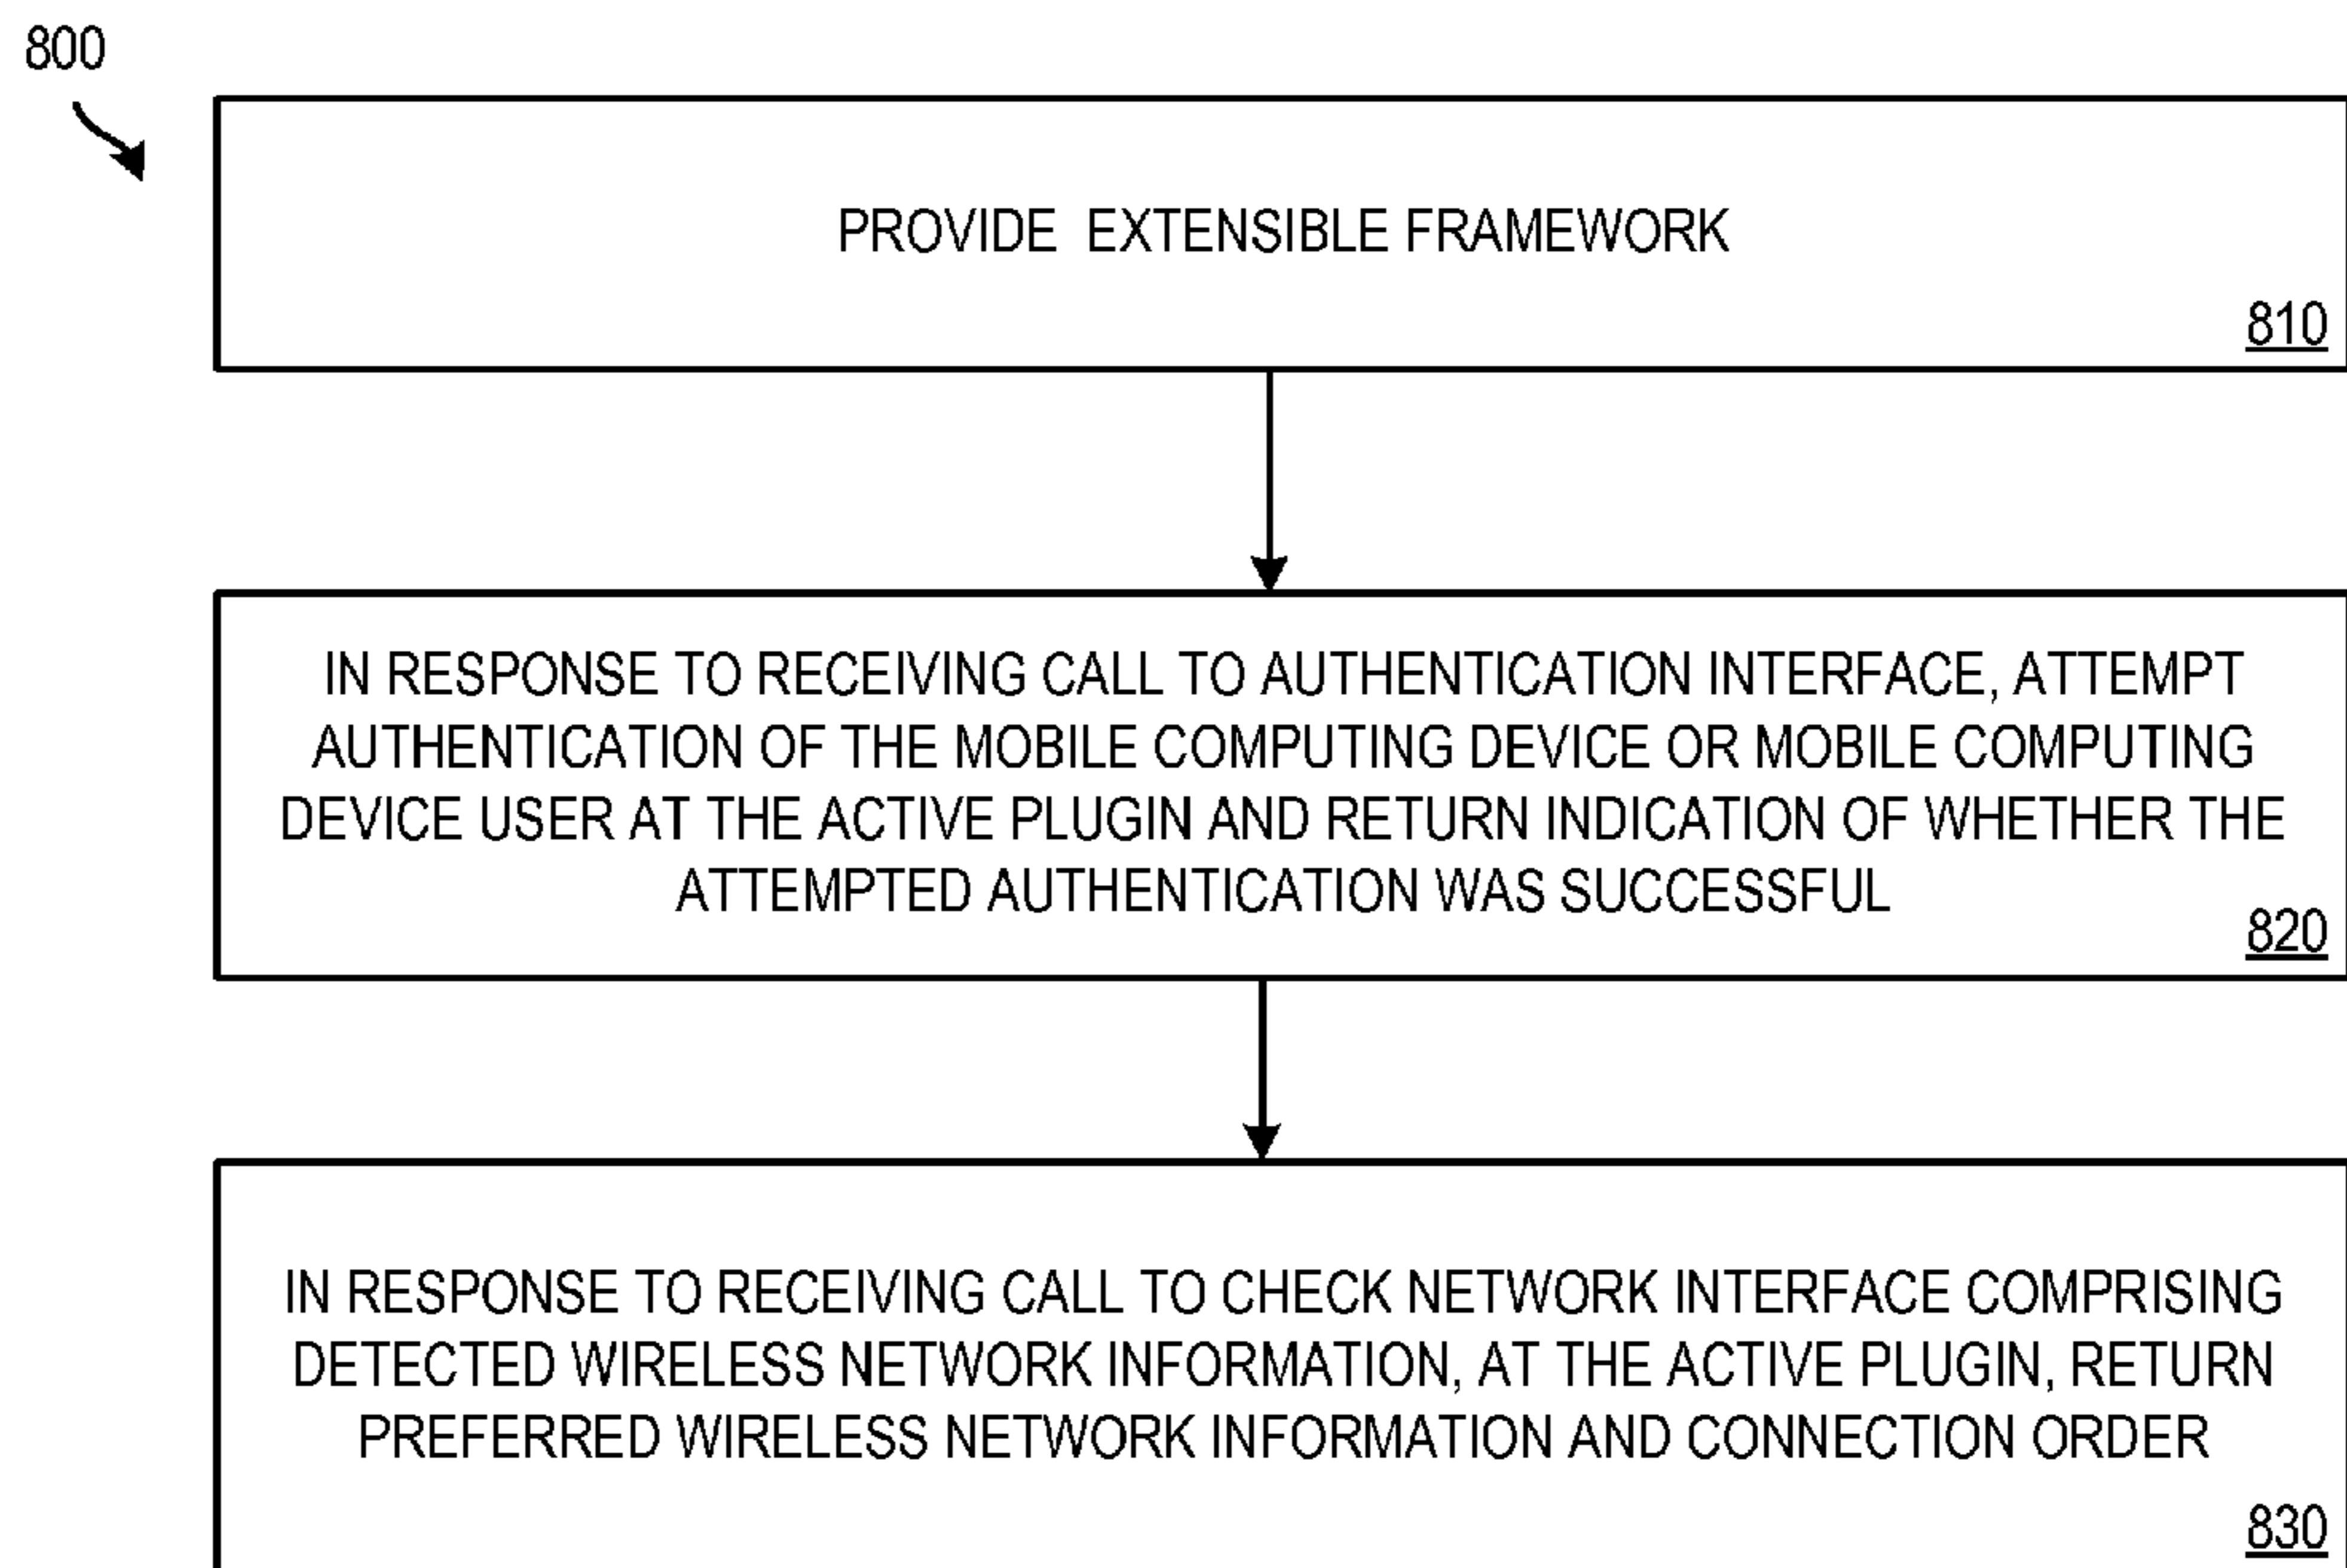 800
PROVIDE EXTENSIBLE FRAMEWORK
810
IN RESPONSE TO RECEIVING CALL TO AUTHENTICATION INTERFACE, ATTEMPT
AUTHENTICATION OF THE MOBILE COMPUTING DEVICE OR MOBILE COMPUTING
DEVICE USER AT THE ACTIVE PLUGIN AND RETURN INDICATION OF WHETHER THE
ATTEMPTED AUTHENTICATION WAS SUCCESSFUL
820
IN RESPONSE TO RECEIVING CALL TO CHECK NETWORK INTERFACE COMPRISING
DETECTED WIRELESS NETWORK INFORMATION, AT THE ACTIVE PLUGIN, RETURN
PREFERRED WIRELESS NETWORK INFORMATION AND CONNECTION ORDER
830